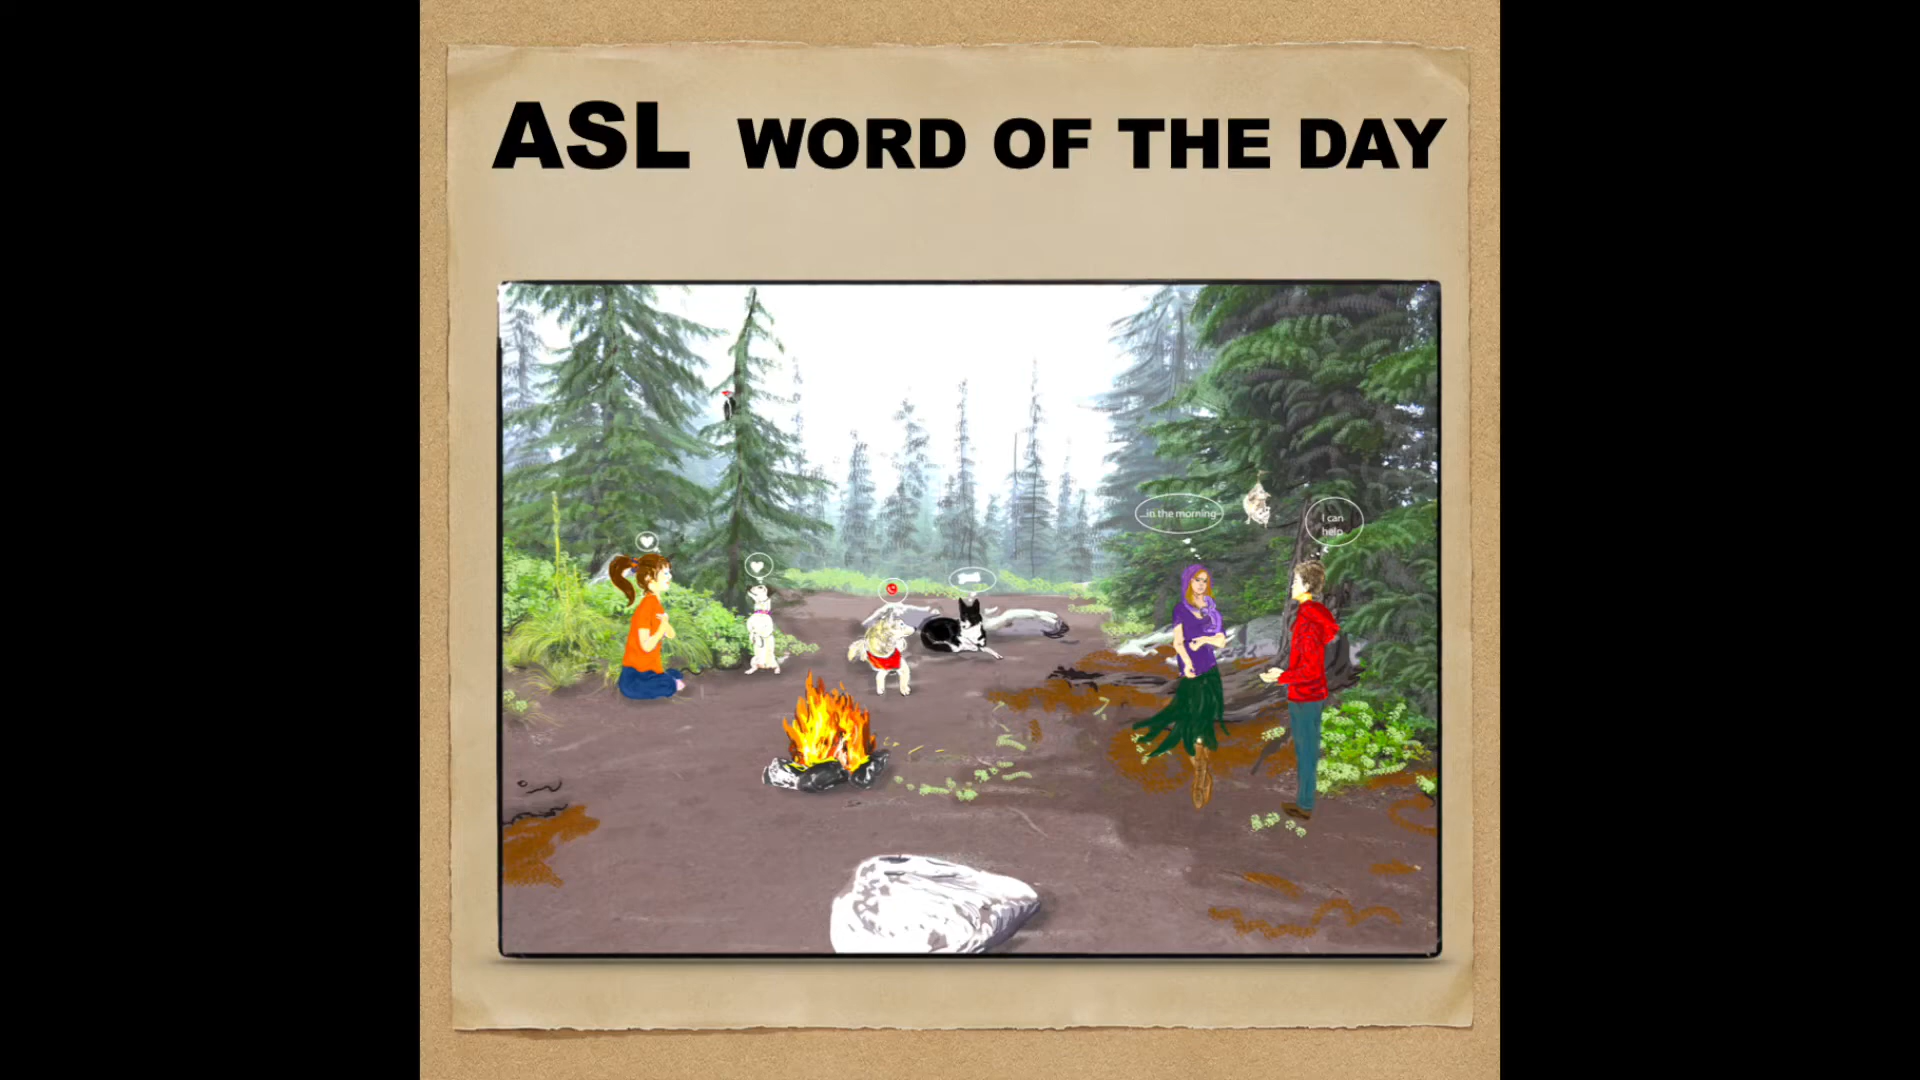 ASL WORD OF THE DAY
...in the morning
I can
help